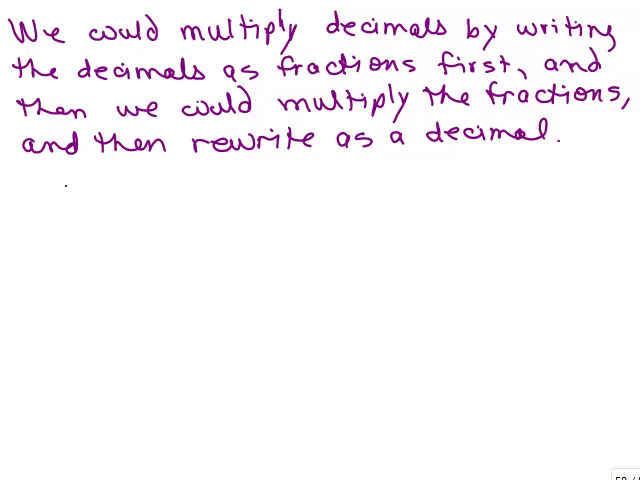 We could multiply decimals by writing
the decimals as fractions first, and
then we could multiply the fractions,
and then rewrite as a decimal.